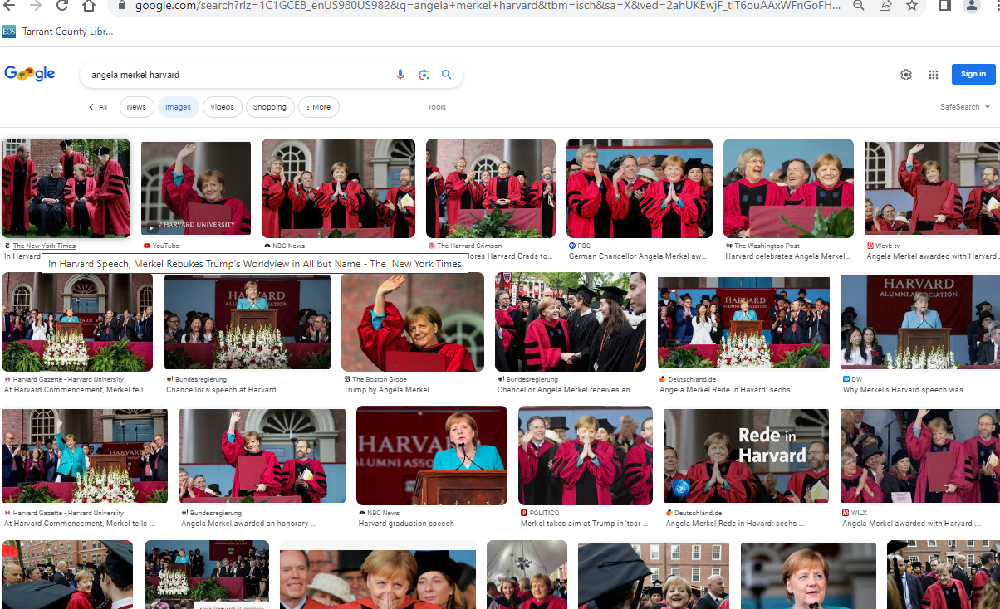 google.com/search?rlz=1C1GCEB_enUS980US982&q=angela+merkel+harvard&tbm=isch&sa=X&ved=2ahUKEwjF_tiT6ouAAxWFnGoFH...
EOS Tarrant County Libr...
Google
angela merkel harvard
Sign in
All News Images Videos Shopping More Tools SafeSearch
HARVARD UNIVERSITY
The New York Times YouTube NBC News The Harvard Crimson PBS The Washington Post Wcvb-tv
In Harvard ores Harvard Grads to... German Chancellor Angela Merkel aw... Harvard celebrates Angela Merkel... Angela Merkel awarded with Harvard...
In Harvard Speech, Merkel Rebukes Trump's Worldview in All but Name - The New York Times
HARVARD
ALUMNI ASSOCIATION
HARVARD
HARVARD
ALUMNI ASSOCIATION
Harvard Gazette - Harvard University Bundesregierung The Boston Globe Bundesregierung Deutschland.de DW
At Harvard Commencement, Merkel tell... Chancellor's speech at Harvard Trump by Angela Merkel ... Chancellor Angela Merkel receives an ... Angela Merkel Rede in Havard: sechs ... Why Merkel's Harvard speech was ...
HARVARD
HARVARD
ALUMNI ASSOC
Rede in
Harvard
Harvard Gazette - Harvard University Bundesregierung NBC News POLITICO Deutschland.de WILX
At Harvard Commencement, Merkel tells ... Angela Merkel awarded an honorary ... Harvard graduation speech Merkel takes aim at Trump in 'tear ... Angela Merkel Rede in Havard: sechs ... Angela Merkel awarded with Harvard ...